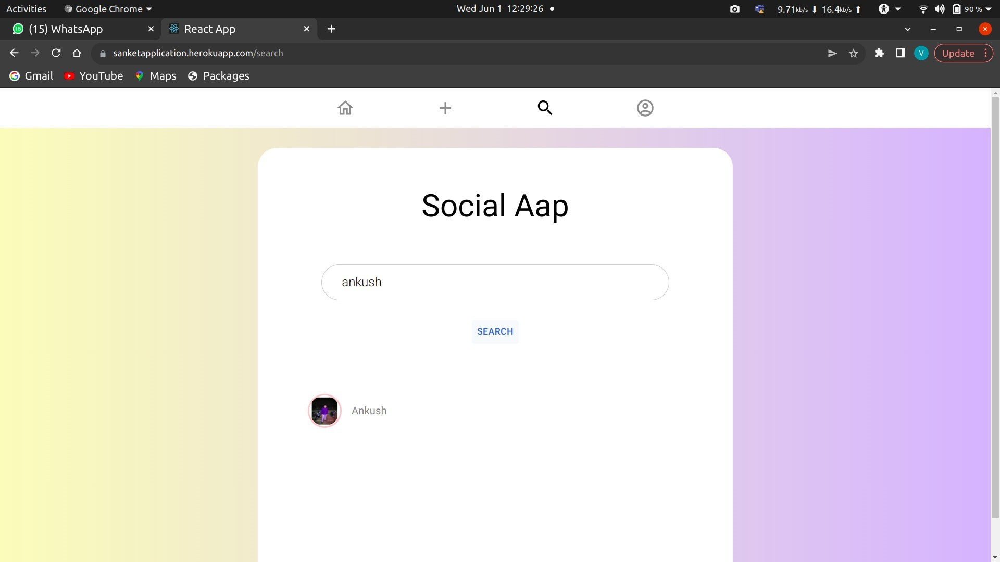 Activities Google Chrome Wed Jun 1 12:29:26 9.71kb/s 16.4kb/s 90 %
(15) WhatsApp React App
sanketapplication.herokuapp.com/search V Update
Gmail YouTube Maps Packages
Social Aap
ankush
SEARCH
Ankush